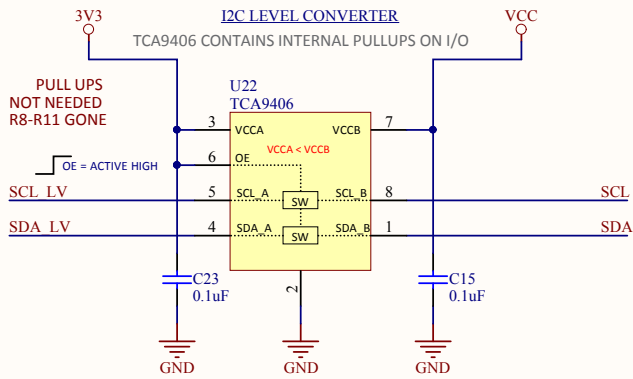 3V3
I2C LEVEL CONVERTER
VCC
TCA9406 CONTAINS INTERNAL PULLUPS ON I/O
PULL UPS
NOT NEEDED
R8-R11 GONE
U22
TCA9406
3
VCCA
VCCB
7
VCCA < VCCB
6
OE
OE = ACTIVE HIGH
SCL_LV
5
SCL_A
SW
SCL_B
8
SCL
SDA_LV
4
SDA_A
SW
SDA_B
1
SDA
2
C23
0.1uF
C15
0.1uF
GND
GND
GND